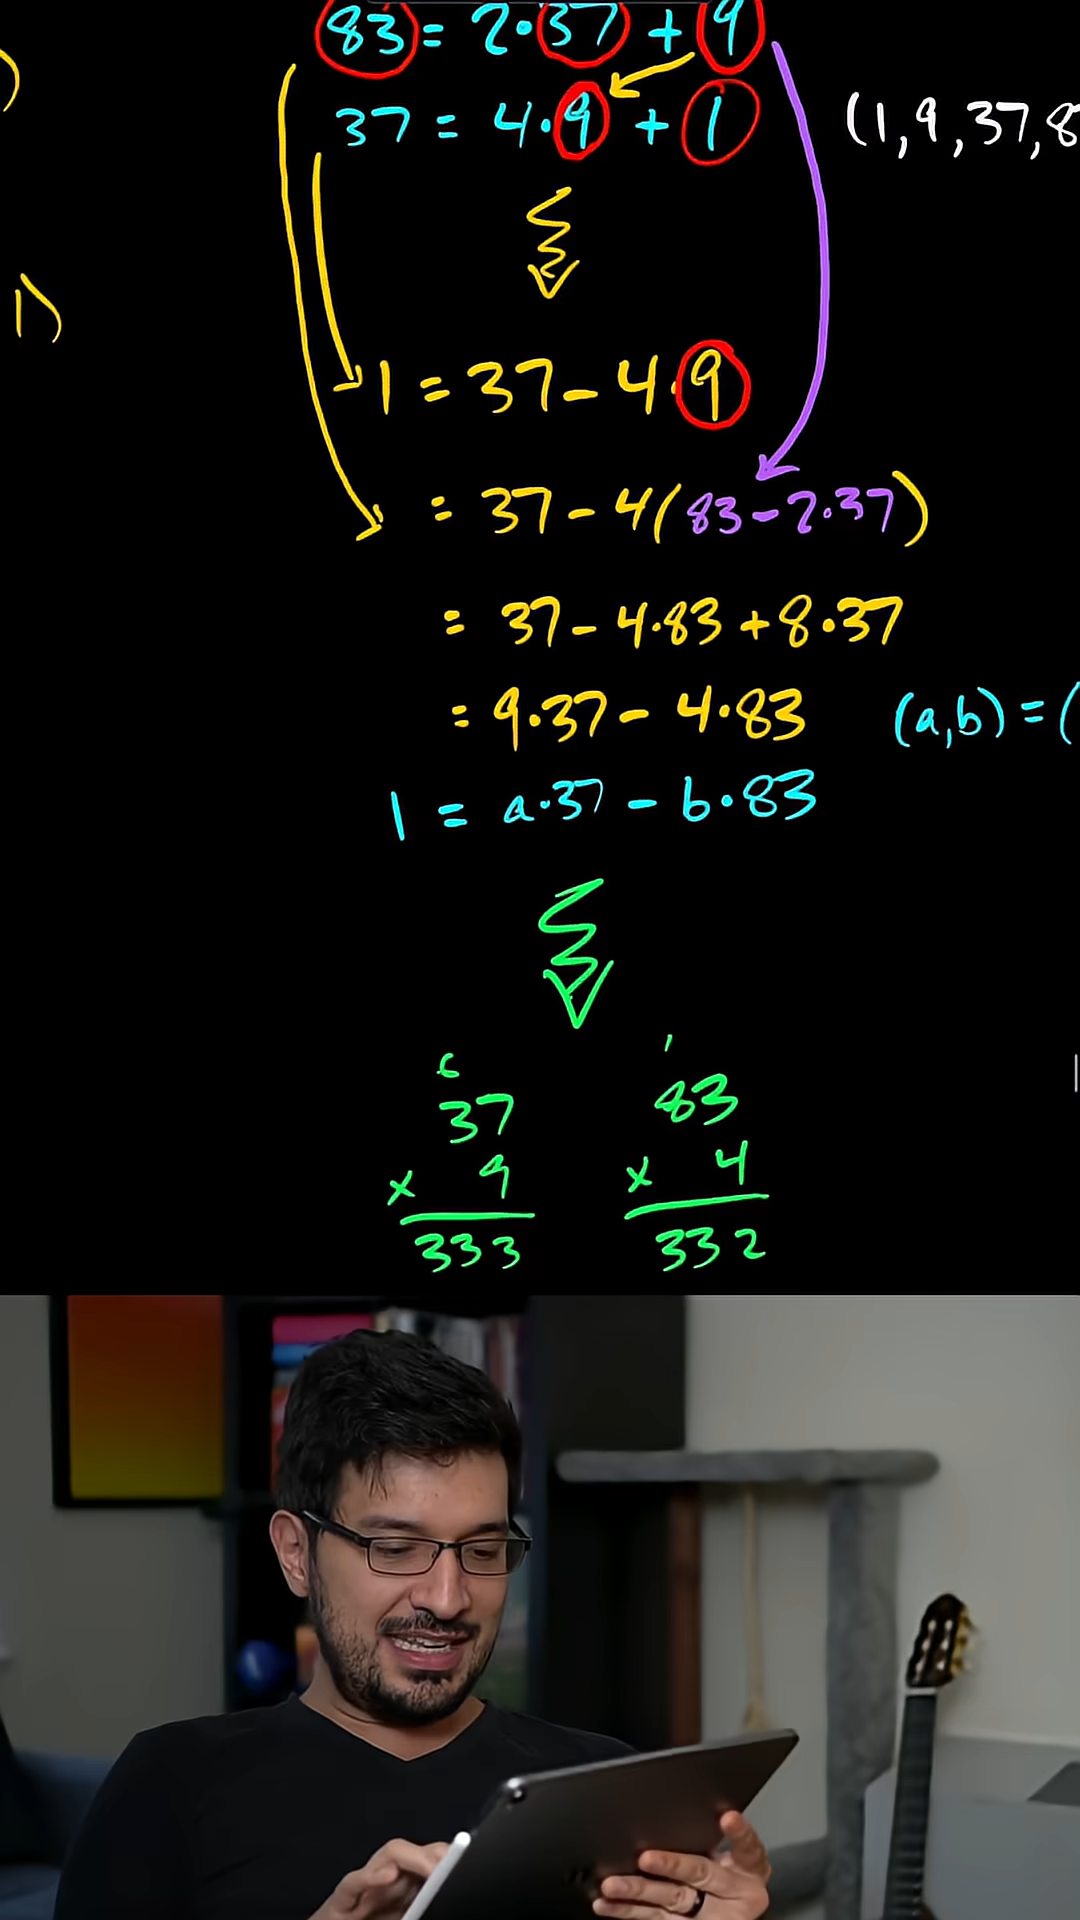 83 = 2·37 + 9
)
37 = 4·9 + 1
(1,9,37,8
1)
1 = 37 - 4·9
= 37 - 4(83 - 2·37)
= 37 - 4·83 + 8·37
= 9·37 - 4·83
(a,b) = (
1 = a·37 - b·83
6 1
37 83
x 9 x 4
333 332